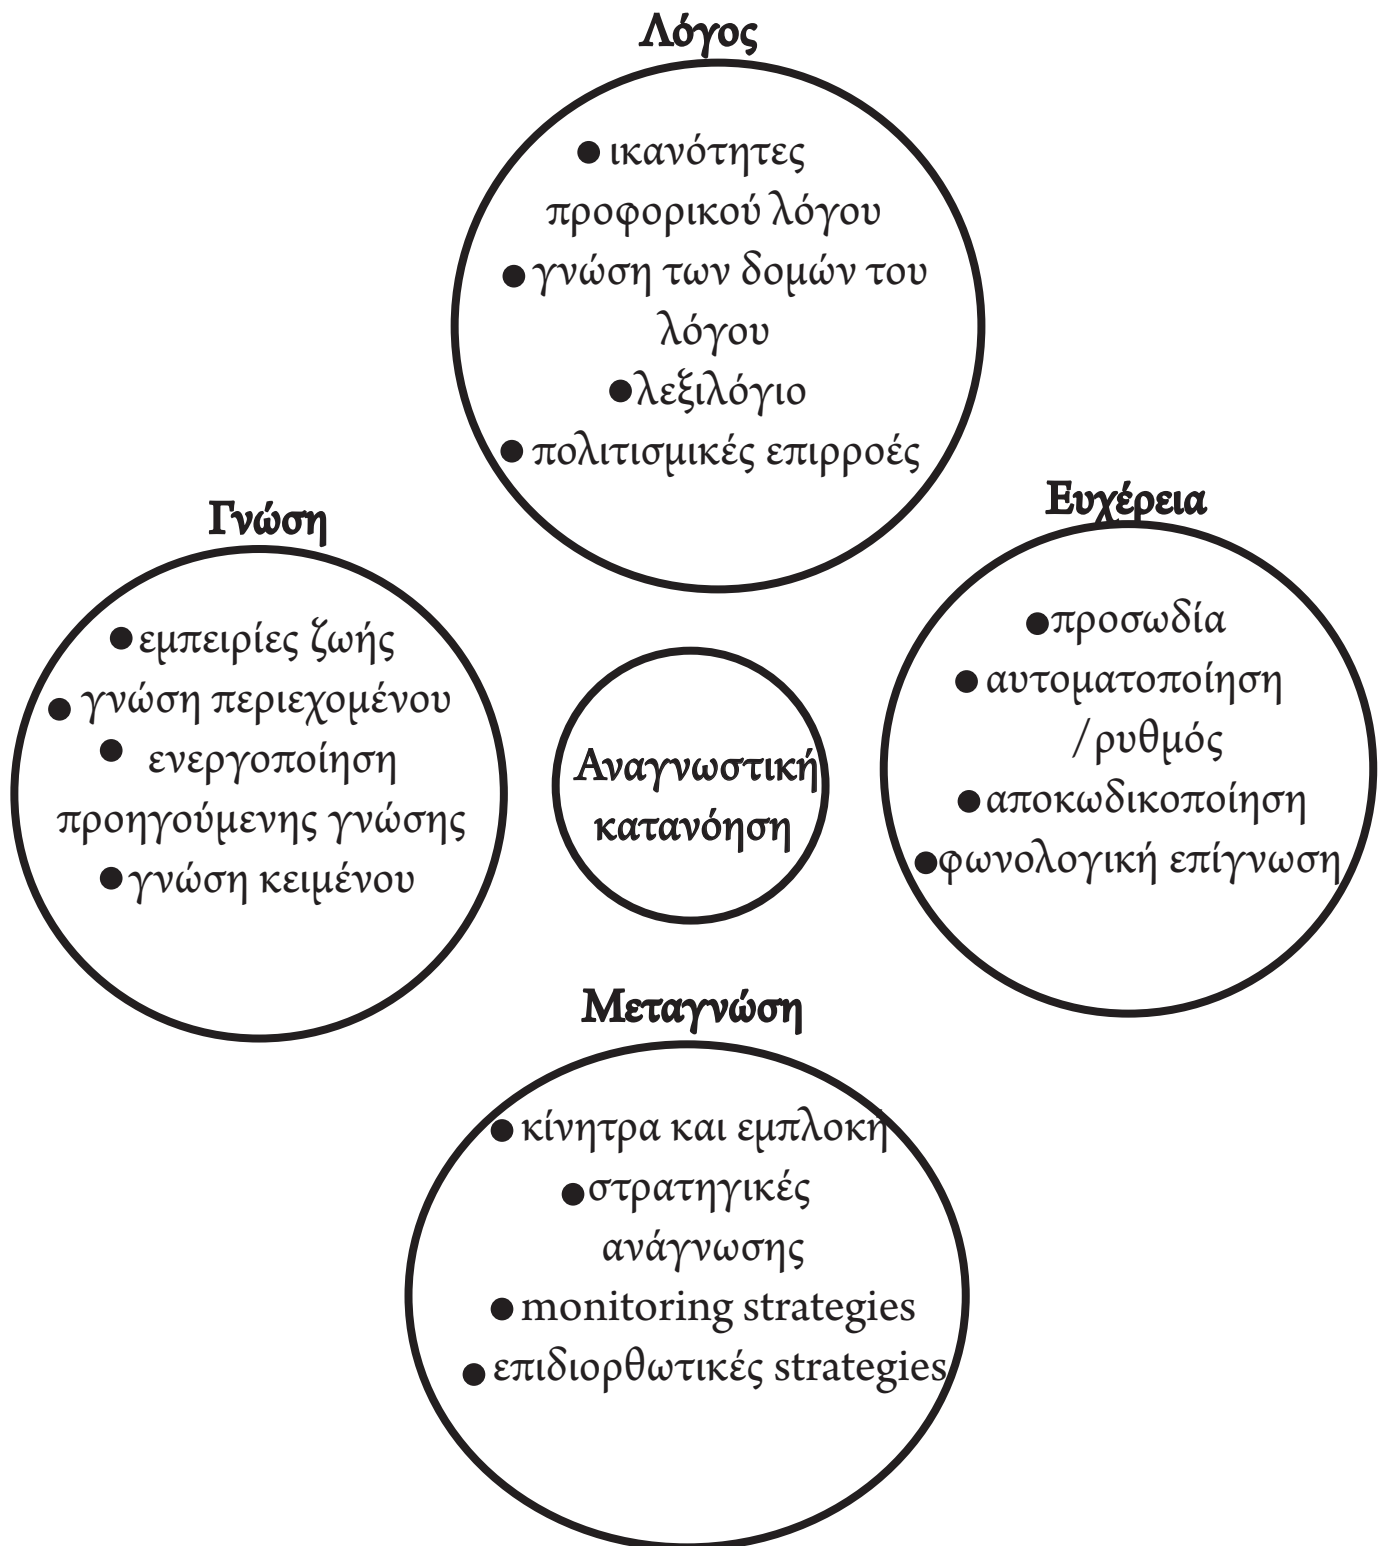 Λόγος
● ικανότητες
προφορικού λόγου
● γνώση των δομών του
λόγου
● λεξιλόγιο
● πολιτισμικές επιρροές
Γνώση
● εμπειρίες ζωής
● γνώση περιεχομένου
● ενεργοποίηση
προηγούμενης γνώσης
● γνώση κειμένου
Αναγνωστική
κατανόηση
Ευχέρεια
● προσωδία
● αυτοματοποίηση
/ρυθμός
● αποκωδικοποίηση
● φωνολογική επίγνωση
Μεταγνώση
● κίνητρα και εμπλοκή
● στρατηγικές
ανάγνωσης
● monitoring strategies
● επιδιορθωτικές strategies